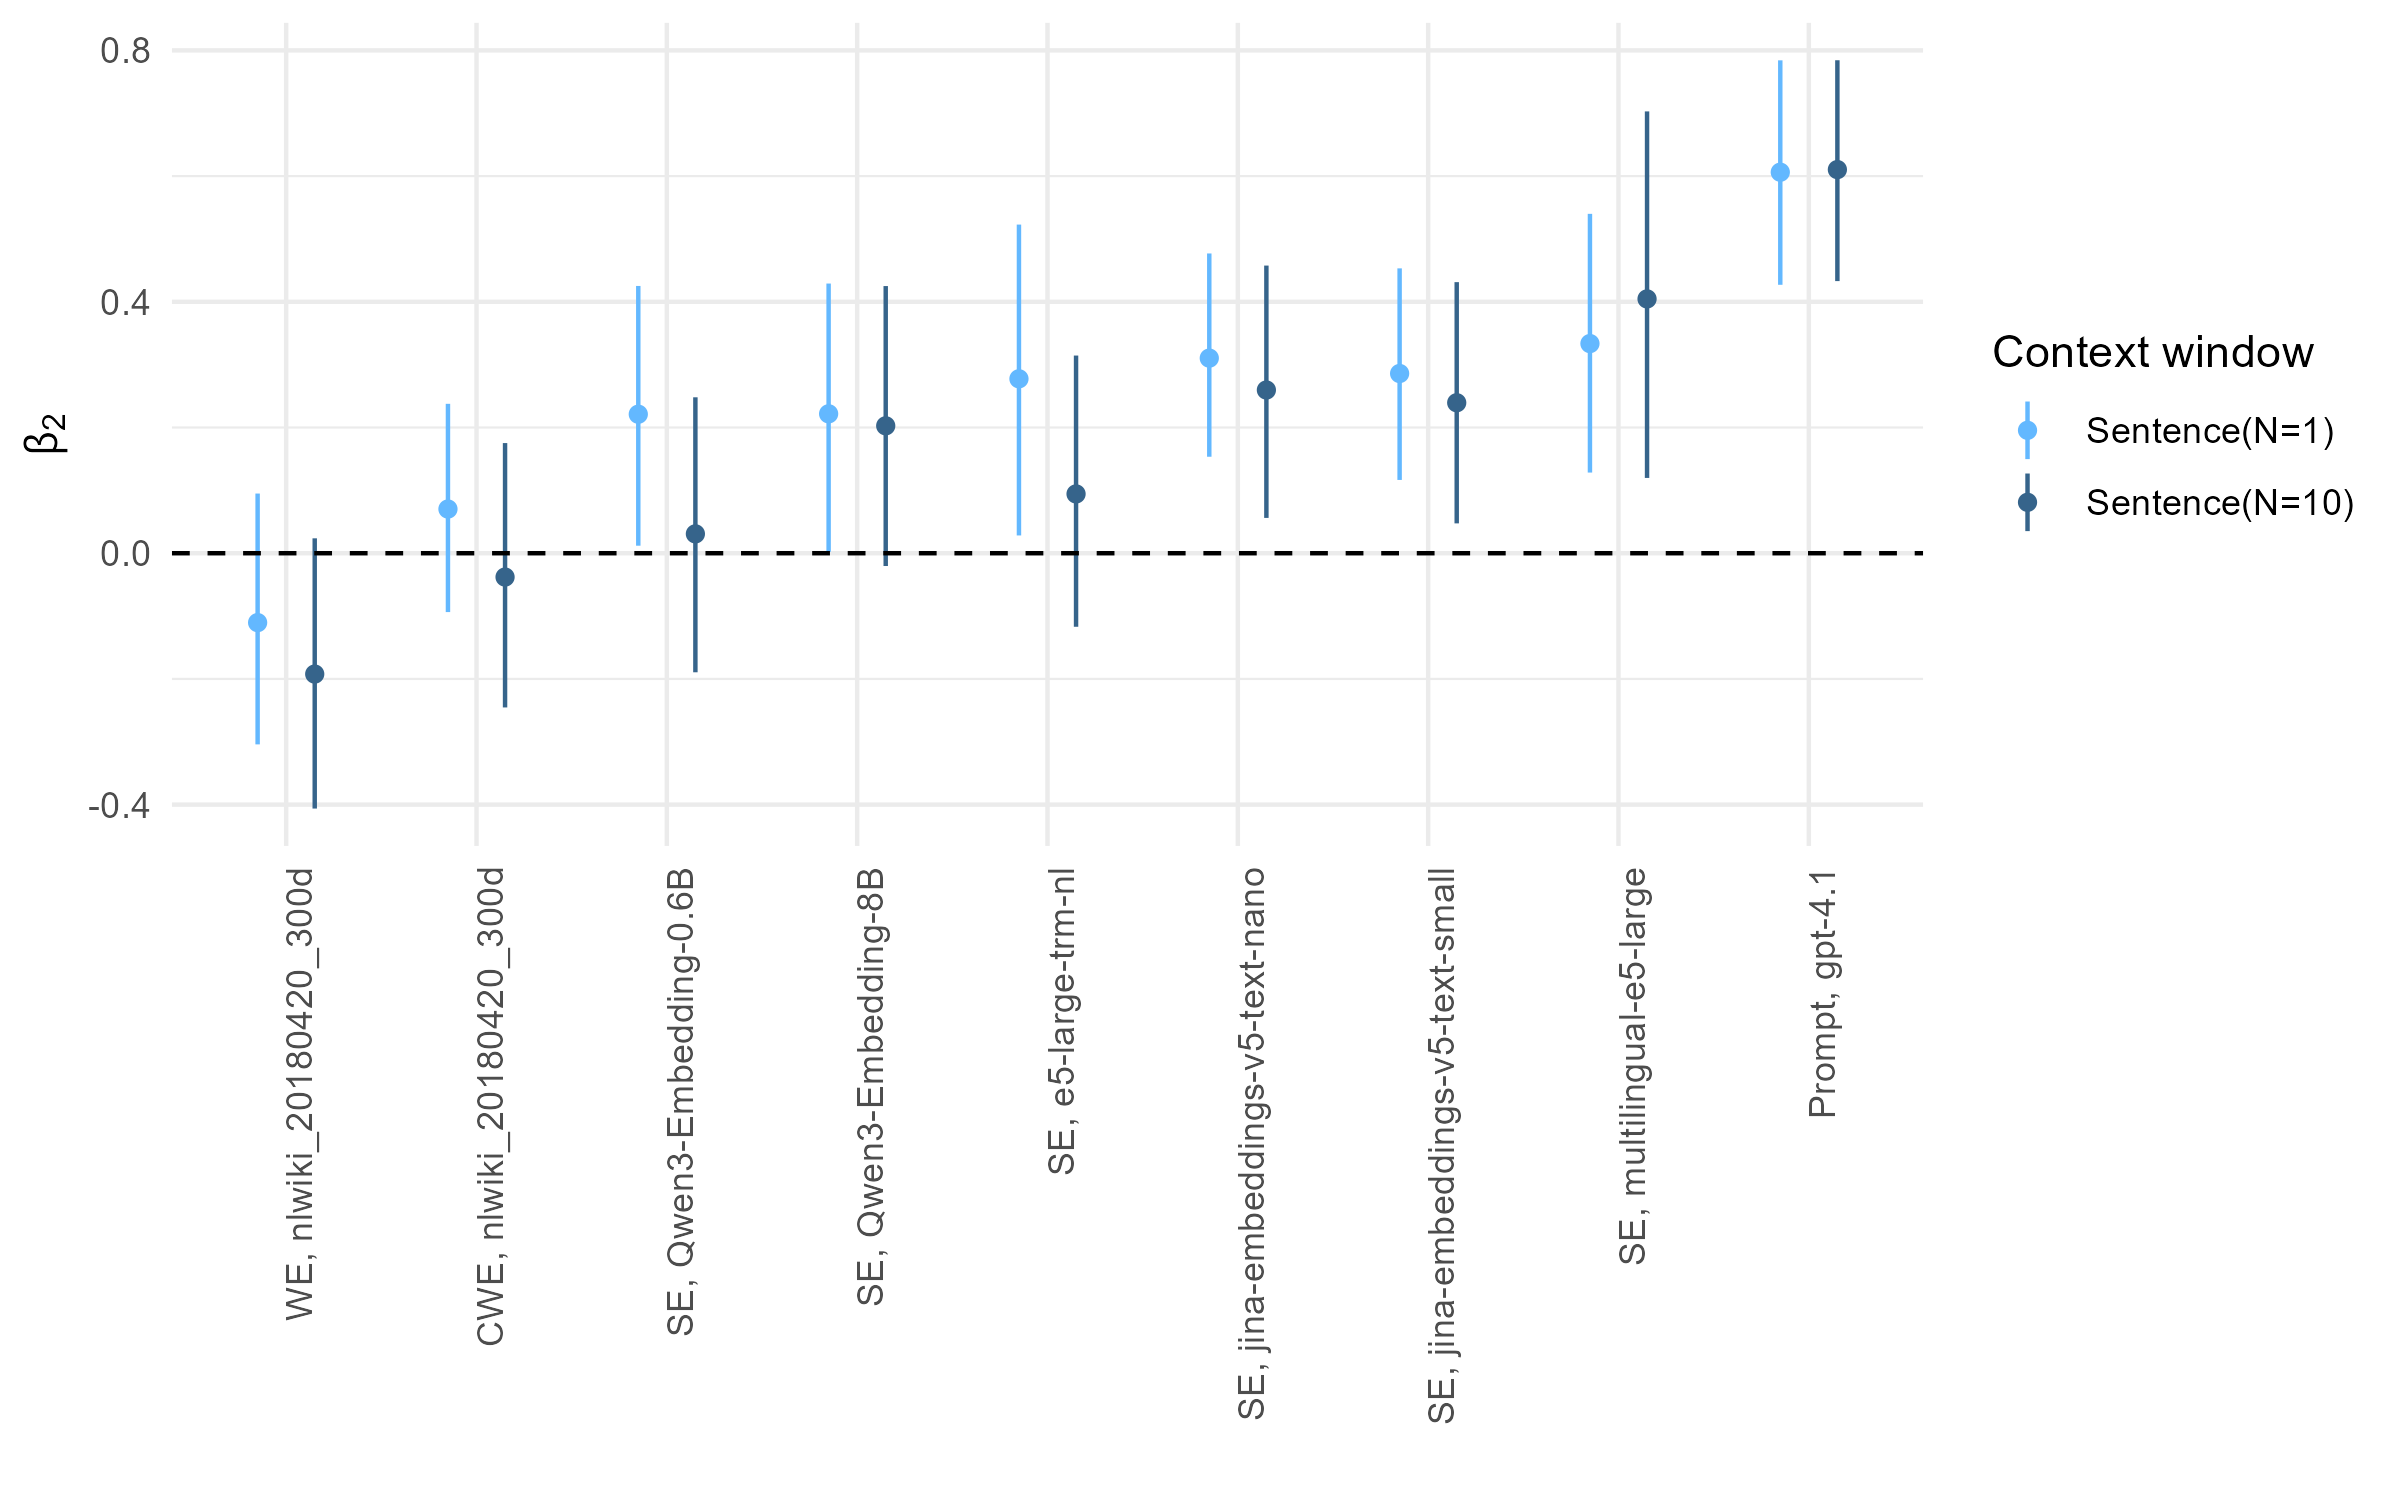 0.8
0.4
0.0
-0.4
β2
WE, nlwiki_20180420_300d
CWE, nlwiki_20180420_300d
SE, Qwen3-Embedding-0.6B
SE, Qwen3-Embedding-8B
SE, e5-large-trm-nl
SE, jina-embeddings-v5-text-nano
SE, jina-embeddings-v5-text-small
SE, multilingual-e5-large
Prompt, gpt-4.1
Context window
Sentence(N=1)
Sentence(N=10)